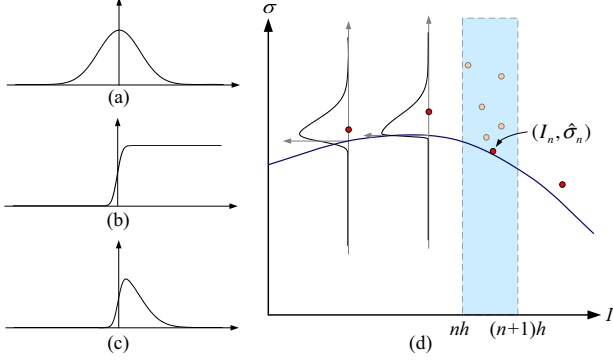 (a)
(b)
(c)
σ
(I_n, σ̂_n)
I
nh
(n+1)h
(d)